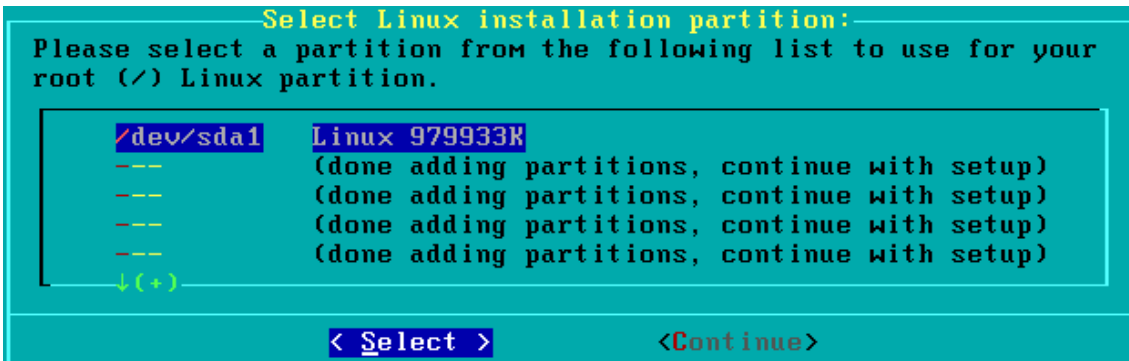 Select Linux installation partition:
Please select a partition from the following list to use for your
root (/) Linux partition.
/dev/sda1 Linux 979933K
--- (done adding partitions, continue with setup)
--- (done adding partitions, continue with setup)
--- (done adding partitions, continue with setup)
--- (done adding partitions, continue with setup)
↓(+)
< Select > <Continue>